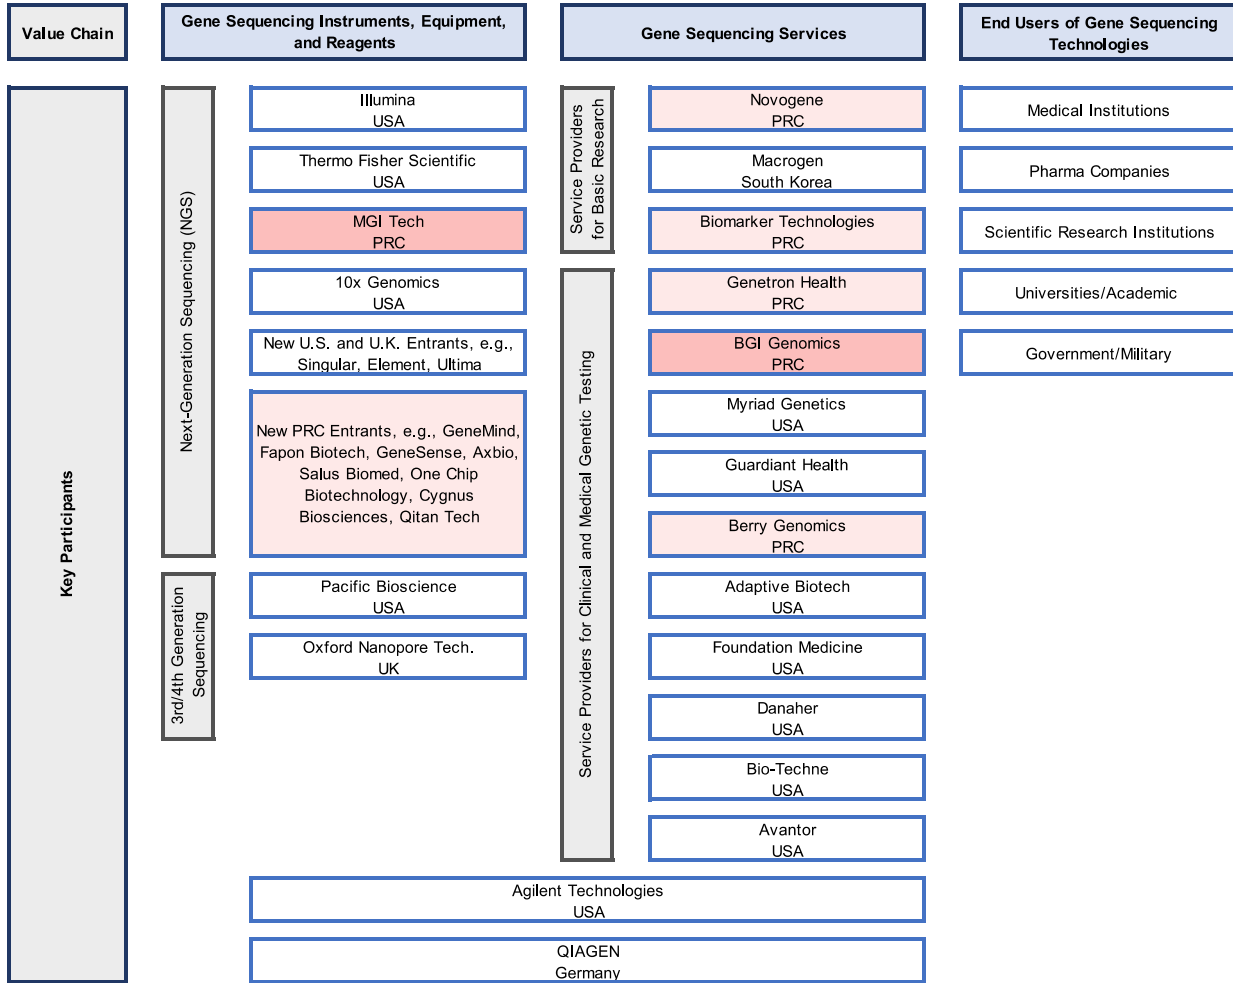 Value Chain
Gene Sequencing Instruments, Equipment,
and Reagents
Gene Sequencing Services
End Users of Gene Sequencing
Technologies
Key Participants
Next-Generation Sequencing (NGS)
Illumina
USA
Thermo Fisher Scientific
USA
MGI Tech
PRC
10x Genomics
USA
New U.S. and U.K. Entrants, e.g.,
Singular, Element, Ultima
New PRC Entrants, e.g., GeneMind,
Fapon Biotech, GeneSense, Axbio,
Salus Biomed, One Chip
Biotechnology, Cygnus
Biosciences, Qitan Tech
3rd/4th Generation
Sequencing
Pacific Bioscience
USA
Oxford Nanopore Tech.
UK
Service Providers
for Basic Research
Novogene
PRC
Macrogen
South Korea
Biomarker Technologies
PRC
Service Providers for Clinical and Medical Genetic Testing
Genetron Health
PRC
BGI Genomics
PRC
Myriad Genetics
USA
Guardiant Health
USA
Berry Genomics
PRC
Adaptive Biotech
USA
Foundation Medicine
USA
Danaher
USA
Bio-Techne
USA
Avantor
USA
Agilent Technologies
USA
QIAGEN
Germany
Medical Institutions
Pharma Companies
Scientific Research Institutions
Universities/Academic
Government/Military